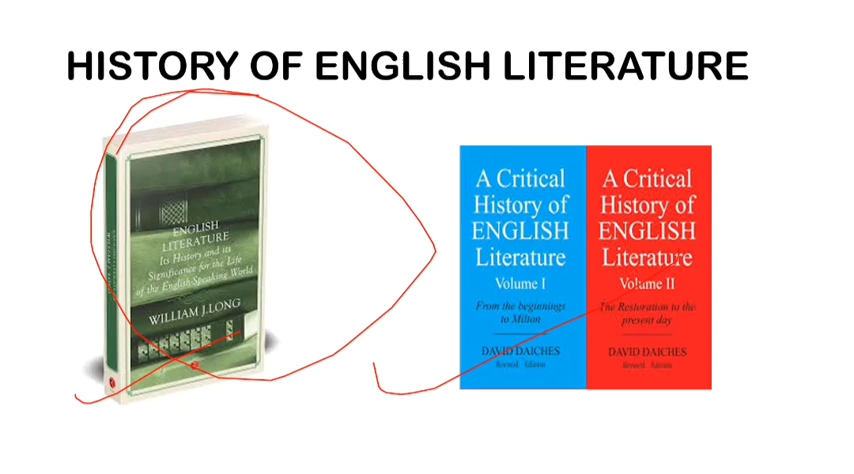 HISTORY OF ENGLISH LITERATURE
ENGLISH
LITERATURE
Its History and its
Significance for the Life
of the English-Speaking World
WILLIAM J. LONG
A Critical
History of
ENGLISH
Literature
Volume I
From the beginnings
to Milton
DAVID DAICHES
Revised Edition
A Critical
History of
ENGLISH
Literature
Volume II
The Restoration to the
present day
DAVID DAICHES
Revised Edition